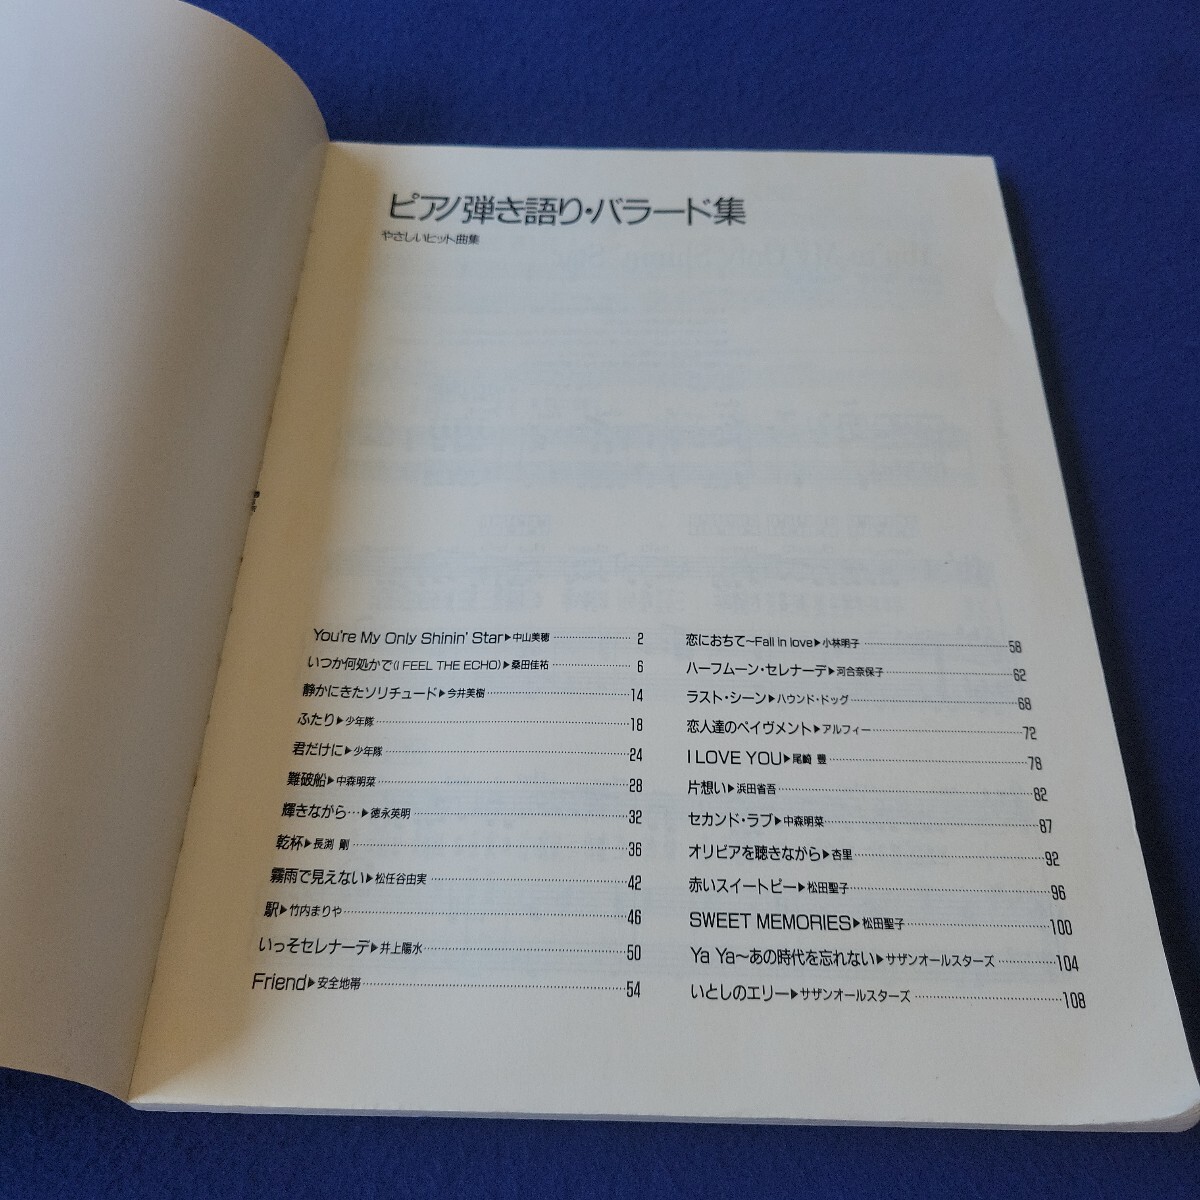 ピアノ弾き語り・バラード集
やさしいヒット曲集
You're My Only Shinin' Star▶中山美穂 2
いつか何処かで(I FEEL THE ECHO)▶桑田佳祐 6
静かにきたソリチュード▶今井美樹 14
ふたり▶少年隊 18
君だけに▶少年隊 24
難破船▶中森明菜 28
輝きながら…▶徳永英明 32
乾杯▶長渕 剛 36
霧雨で見えない▶松任谷由実 42
駅▶竹内まりや 46
いっそセレナーデ▶井上陽水 50
Friend▶安全地帯 54
恋におちて〜Fall in love▶小林明子 58
ハーフムーン・セレナーデ▶河合奈保子 62
ラスト・シーン▶ハウンド・ドッグ 68
恋人達のペイヴメント▶アルフィー 72
I LOVE YOU▶尾崎 豊 78
片想い▶浜田省吾 82
セカンド・ラブ▶中森明菜 87
オリビアを聴きながら▶杏里 92
赤いスイートピー▶松田聖子 96
SWEET MEMORIES▶松田聖子 100
Ya Ya〜あの時代を忘れない▶サザンオールスターズ 104
いとしのエリー▶サザンオールスターズ 108